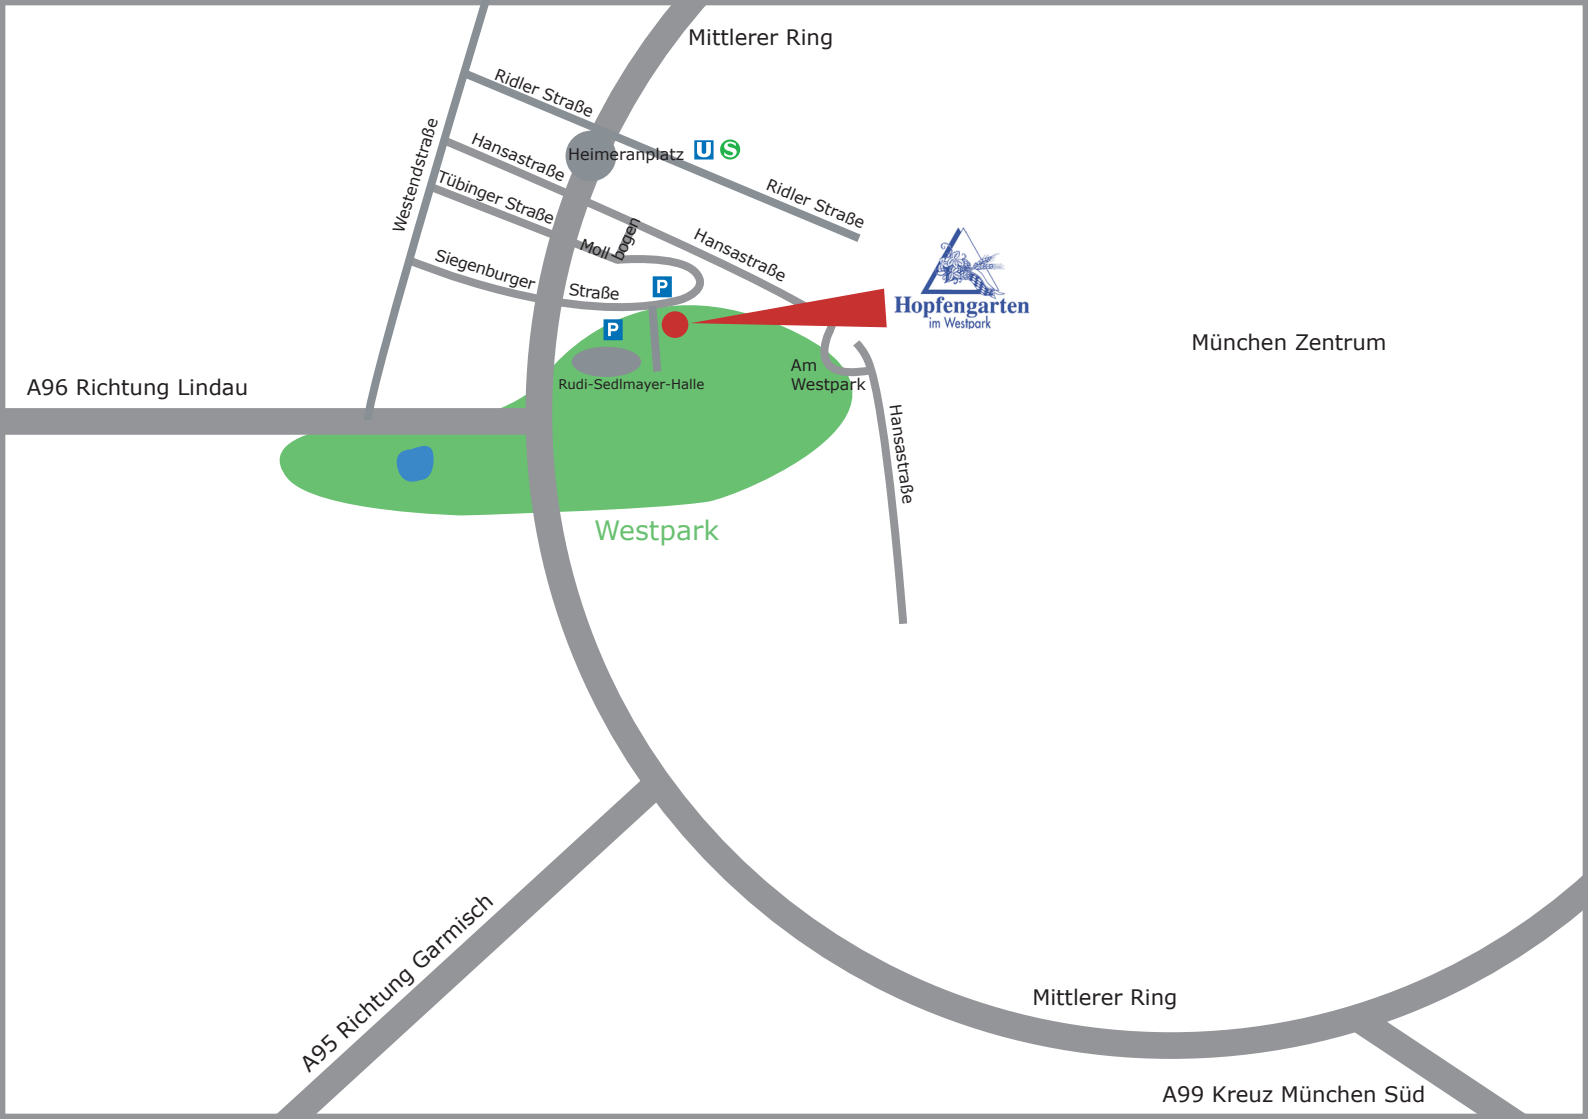 Mittlerer Ring
Ridler Straße
Hansastraße
Heimeranplatz U S
Westendstraße
Tübinger Straße
Ridler Straße
Moll
bogen
Hansastraße
Siegenburger
Straße
P
P
Hopfengarten
im Westpark
München Zentrum
Am
Westpark
Rudi-Sedlmayer-Halle
A96 Richtung Lindau
Hansastraße
Westpark
A95 Richtung Garmisch
Mittlerer Ring
A99 Kreuz München Süd